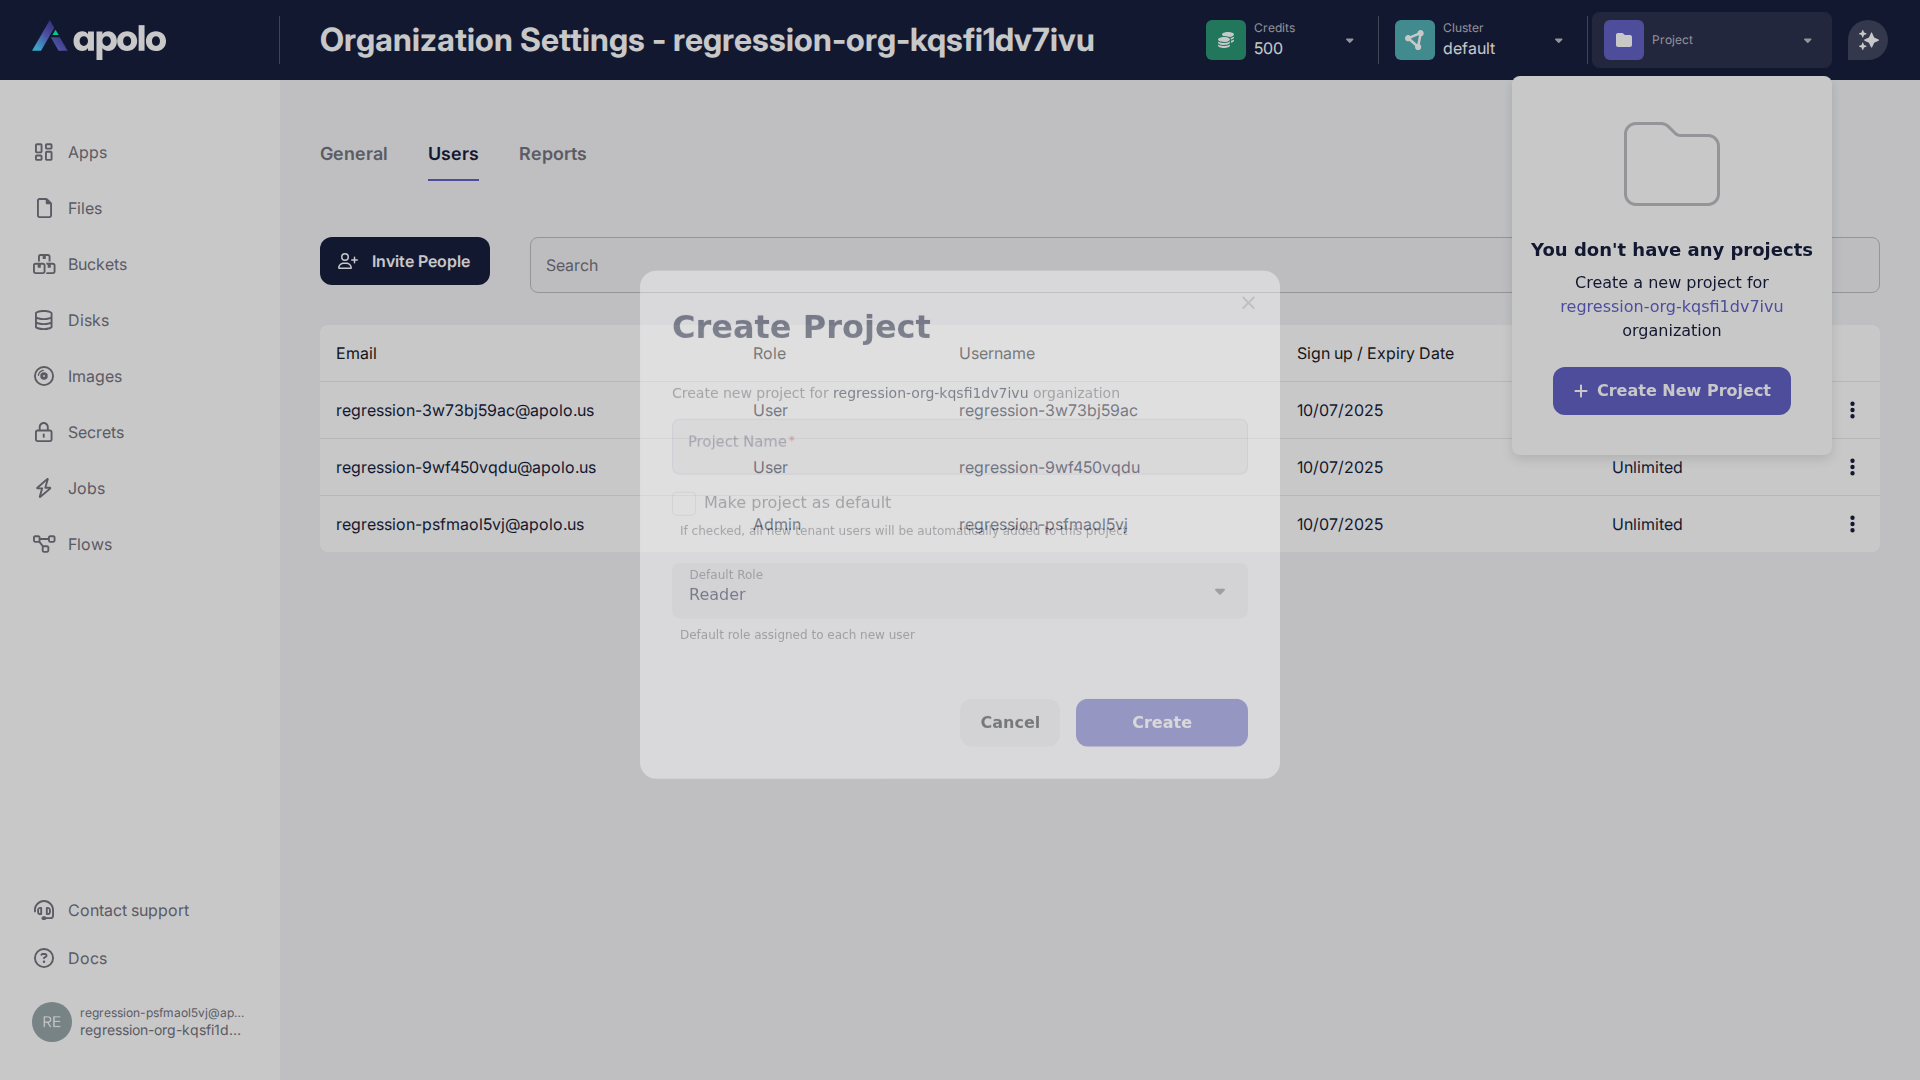 apolo
Organization Settings - regression-org-kqsfi1dv7ivu
Credits
500
Cluster
default
Project
Apps
Files
Buckets
Disks
Images
Secrets
Jobs
Flows
Contact support
Docs
RE
regression-psfmaol5vj@ap...
regression-org-kqsfi1d...
General
Users
Reports
Invite People
Search
Email
Role
Username
Sign up / Expiry Date
regression-3w73bj59ac@apolo.us
User
regression-3w73bj59ac
10/07/2025
regression-9wf450vqdu@apolo.us
User
regression-9wf450vqdu
10/07/2025
Unlimited
regression-psfmaol5vj@apolo.us
Admin
regression-psfmaol5vj
10/07/2025
Unlimited
You don't have any projects
Create a new project for
regression-org-kqsfi1dv7ivu
organization
Create New Project
Create Project
Create new project for regression-org-kqsfi1dv7ivu organization
Project Name*
Make project as default
If checked, all new tenant users will be automatically added to this project
Default Role
Reader
Default role assigned to each new user
Cancel
Create